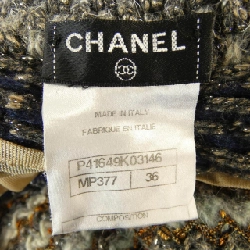 CHANEL
MADE IN ITALY
FABRIQUE EN ITALIE
P41649K03146
MP377 36
COMPOSITION